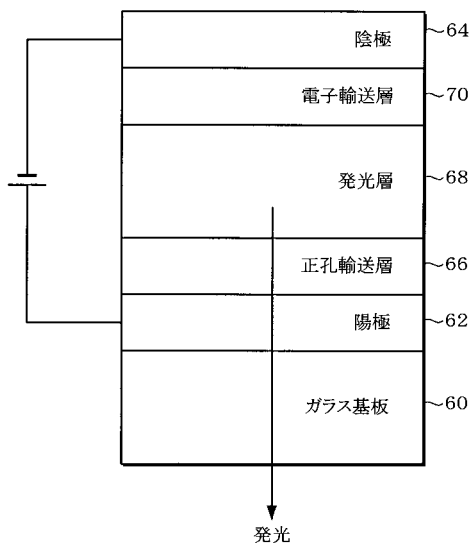 陰極 64
電子輸送層 70
発光層 68
正孔輸送層 66
陽極 62
ガラス基板 60
発光